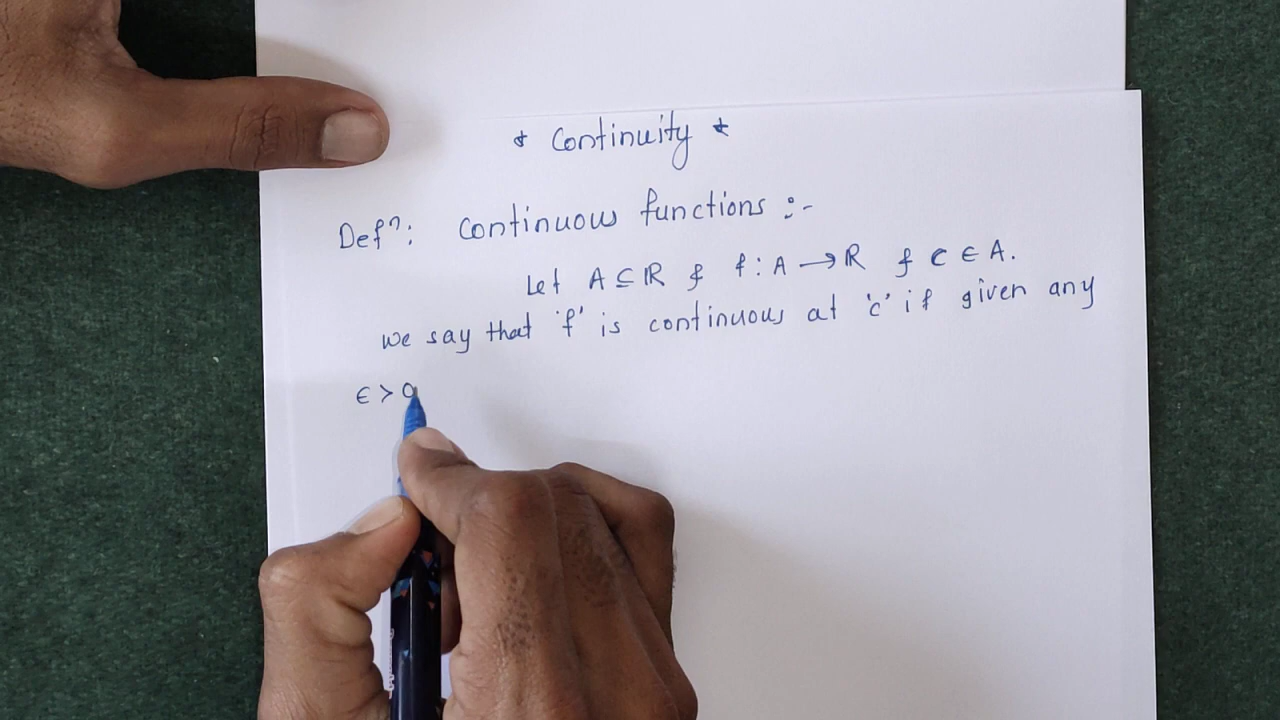 * Continuity *
Defⁿ: Continuous functions :-
Let A ⊆ ℝ & f : A → ℝ & c ∈ A.
we say that 'f' is continuous at 'c' if given any
ϵ > 0